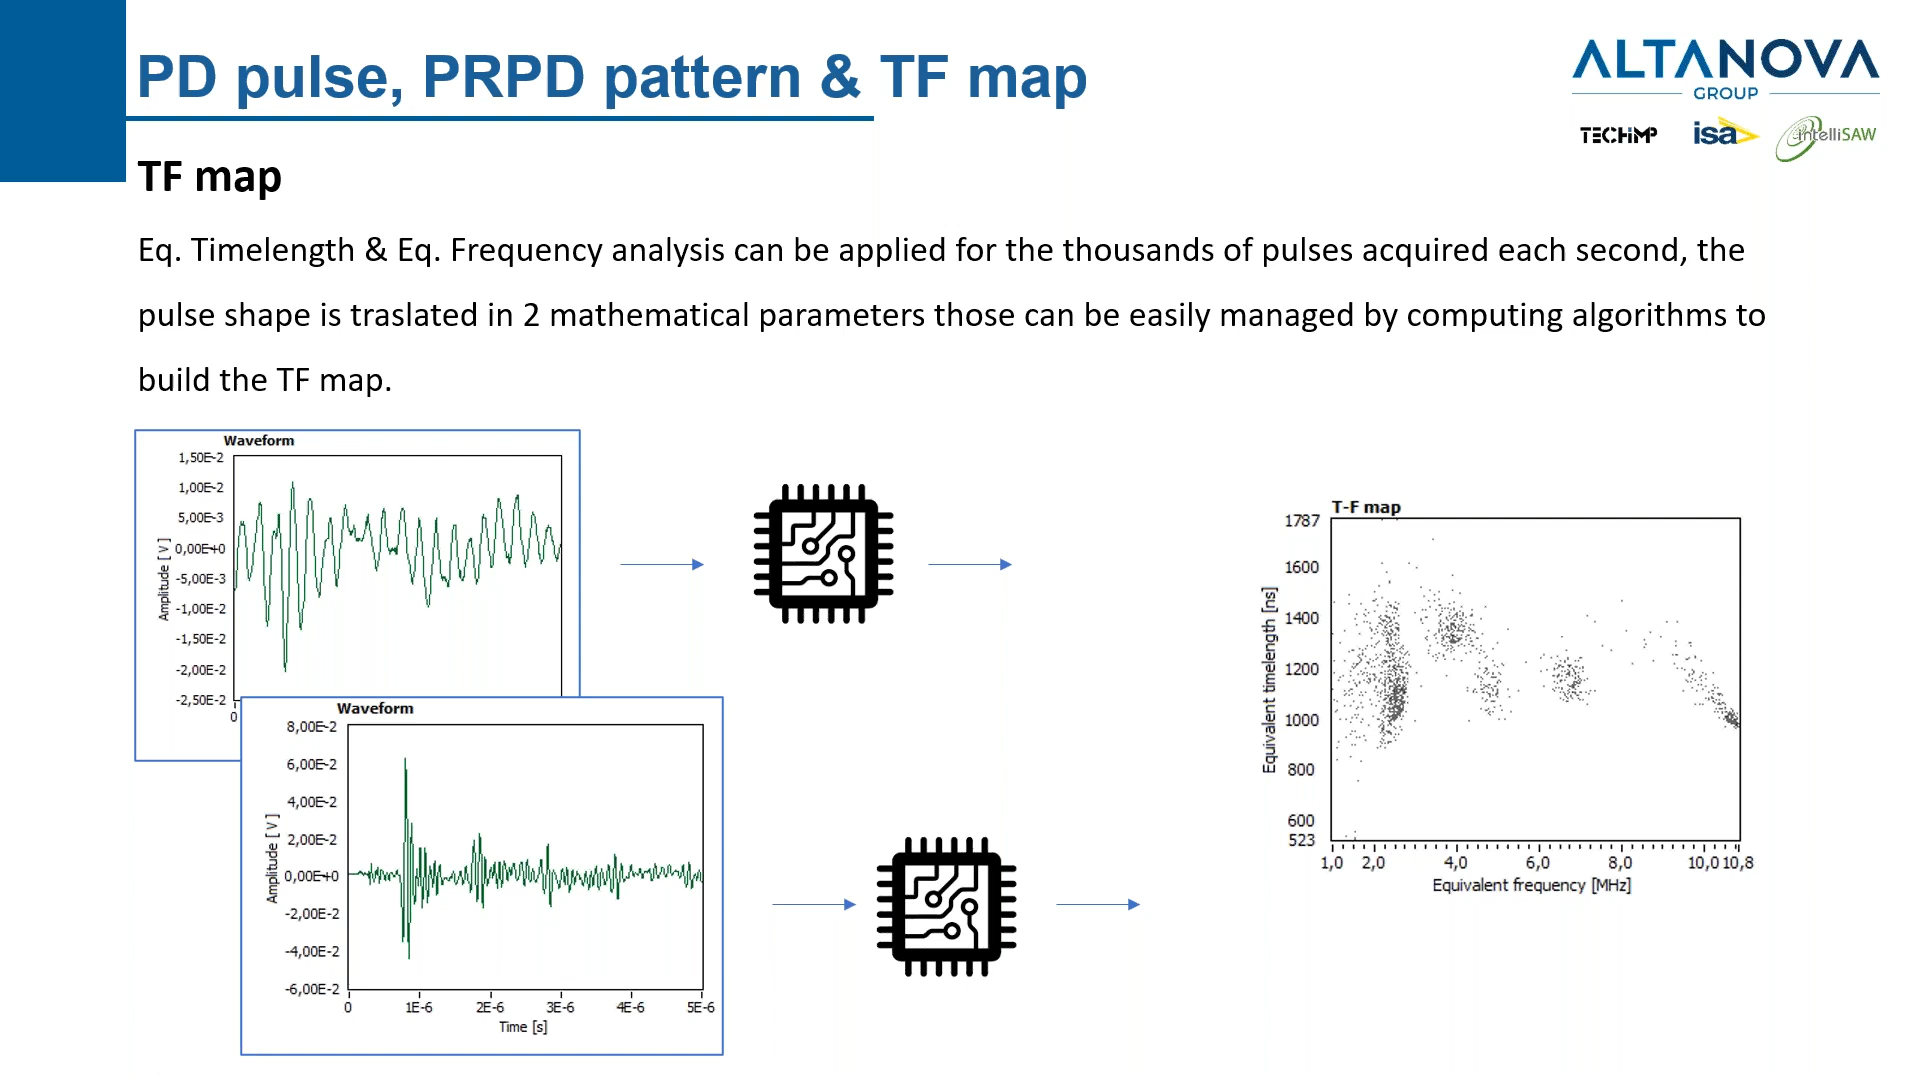 PD pulse, PRPD pattern & TF map
ALTANOVA
GROUP
TECHIMP
isa
intelliSAW
TF map
Eq. Timelength & Eq. Frequency analysis can be applied for the thousands of pulses acquired each second, the
pulse shape is traslated in 2 mathematical parameters those can be easily managed by computing algorithms to
build the TF map.
Waveform
1,50E-2
1,00E-2
5,00E-3
0,00E+0
-5,00E-3
-1,00E-2
-1,50E-2
-2,00E-2
-2,50E-2
Amplitude [ V ]
0
Waveform
8,00E-2
6,00E-2
4,00E-2
2,00E-2
0,00E+0
-2,00E-2
-4,00E-2
-6,00E-2
Amplitude [ V ]
0 1E-6 2E-6 3E-6 4E-6 5E-6
Time [s]
T-F map
1787
1600
1400
1200
1000
800
600
523
Equivalent timelength [ns]
1,0 2,0 4,0 6,0 8,0 10,0 10,8
Equivalent frequency [MHz]